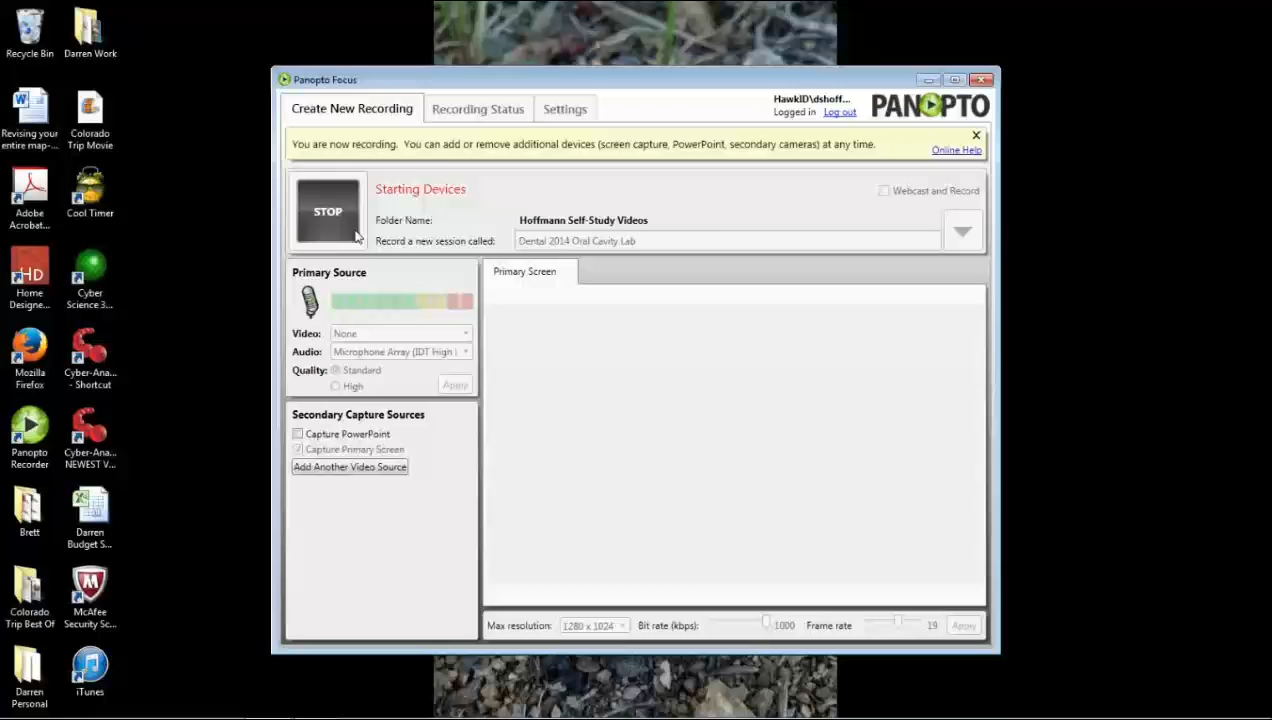 Recycle Bin
Darren Work
Revising your
entire map-...
Colorado
Trip Movie
Adobe
Acrobat...
Cool Timer
HD
Home
Designe...
Cyber
Science 3...
Mozilla
Firefox
Cyber-Ana...
- Shortcut
Panopto
Recorder
Cyber-Ana...
NEWEST V...
Brett
Darren
Budget S...
Colorado
Trip Best Of
McAfee
Security Sc...
Darren
Personal
iTunes
Panopto Focus
Create New Recording
Recording Status
Settings
HawkID\dshoff...
Logged in Log out
PANOPTO
You are now recording. You can add or remove additional devices (screen capture, PowerPoint, secondary cameras) at any time.
Online Help
STOP
Starting Devices
Webcast and Record
Folder Name: Hoffmann Self-Study Videos
Record a new session called: Dental 2014 Oral Cavity Lab
Primary Source
Video: None
Audio: Microphone Array (IDT High
Quality: Standard
High
Apply
Secondary Capture Sources
Capture PowerPoint
Capture Primary Screen
Add Another Video Source
Primary Screen
Max resolution: 1280 x 1024 Bit rate (kbps): 1000 Frame rate 19 Apply